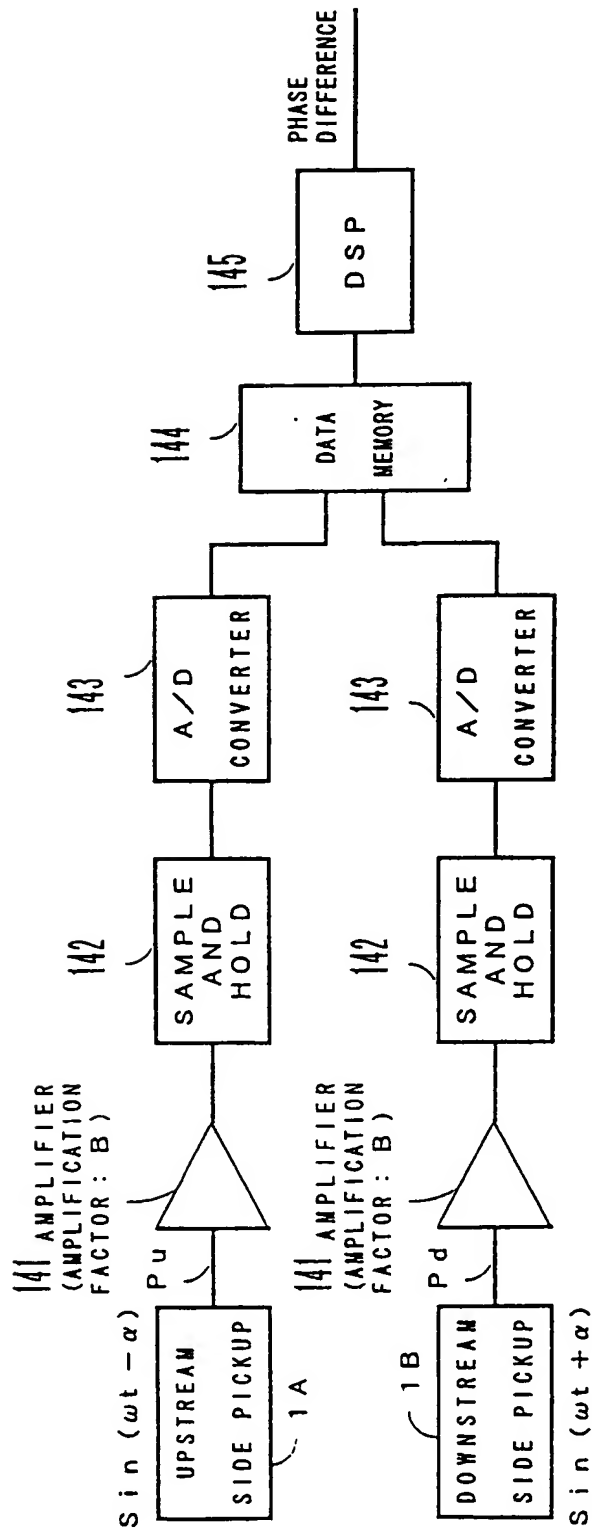 Sin (ωt − α)
UPSTREAM
SIDE PICKUP
1A
Pu
141 AMPLIFIER
(AMPLIFICATION
FACTOR: B)
142
SAMPLE
AND
HOLD
143
A/D
CONVERTER
144
DATA
MEMORY
145
DSP
PHASE
DIFFERENCE
1B
DOWNSTREAM
SIDE PICKUP
Sin (ωt + α)
Pd
141 AMPLIFIER
(AMPLIFICATION
FACTOR: B)
142
SAMPLE
AND
HOLD
143
A/D
CONVERTER